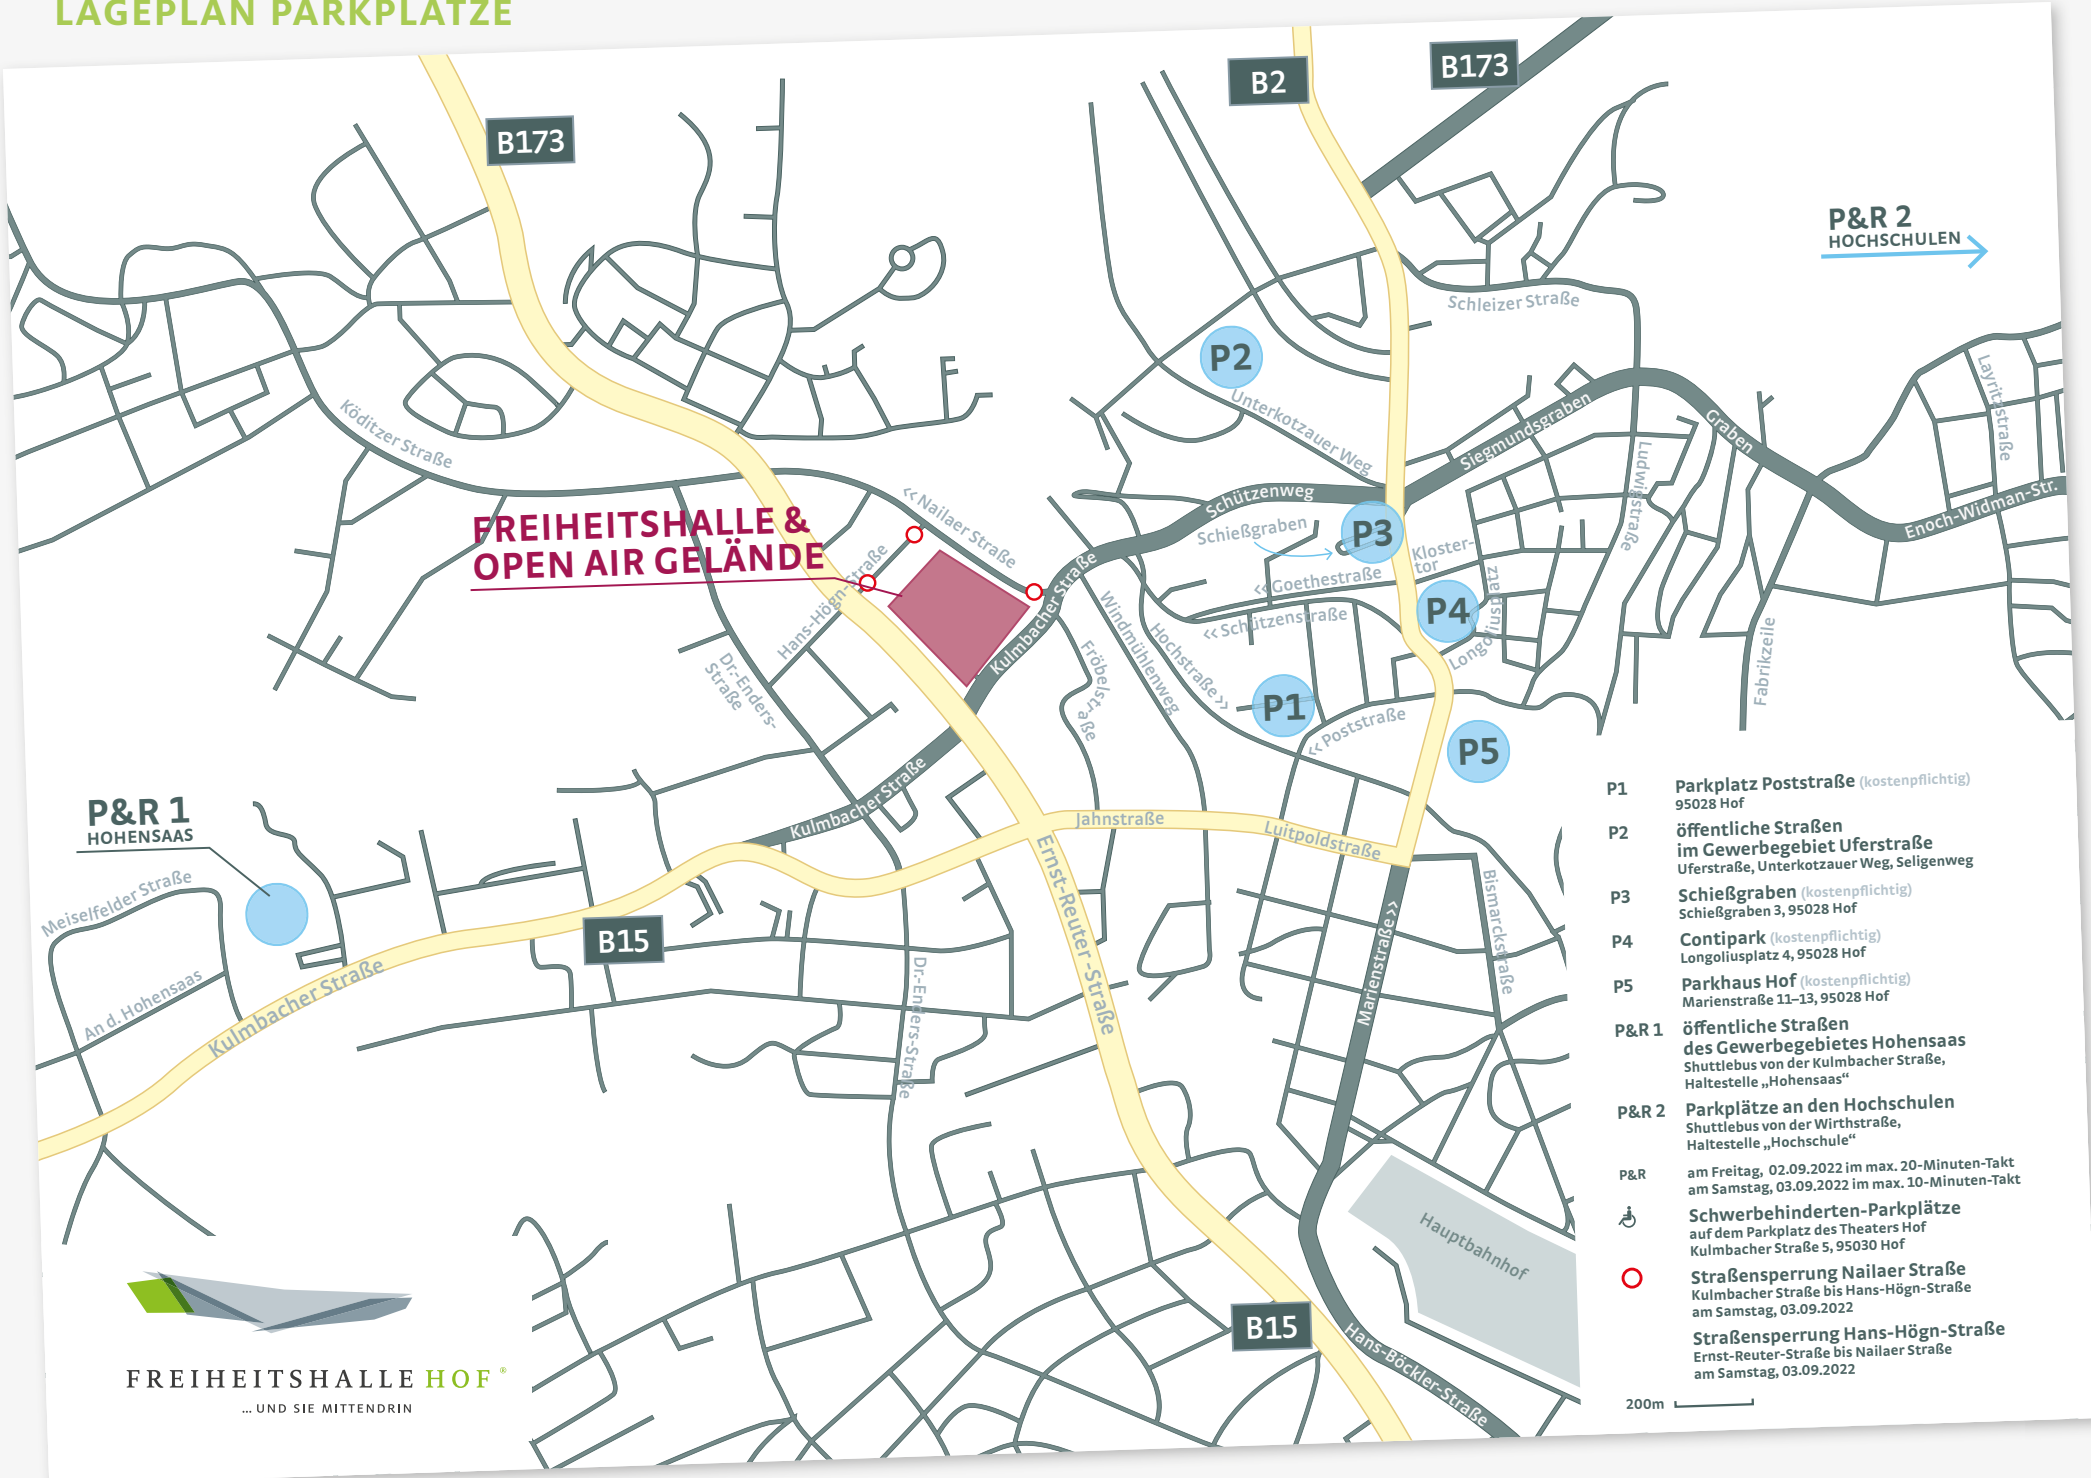 LAGEPLAN PARKPLÄTZE
B173
B2
B173
P&R 2
HOCHSCHULEN
Schleizer Straße
P2
Unterkotzauer Weg
Siegmundsgraben
Graben
Layritzstraße
Ludwigstraße
Enoch-Widman-Str.
Köditzer Straße
<<Nailaer Straße
FREIHEITSHALLE &
OPEN AIR GELÄNDE
Hans-Högn-Straße
Schützenweg
Schießgraben
P3
Kloster-
tor
<<Goethestraße
<<Schützenstraße
P4
Longoliusplatz
Kulmbacher Straße
Windmühlenweg
Hochstraße>>
Fröbelstraße
Dr.-Enders-
Straße
P1
<<Poststraße
P5
Fabrikzeile
Kulmbacher Straße
Jahnstraße
Luitpoldstraße
Ernst-Reuter-Straße
Bismarckstraße
Marienstraße>>
P&R 1
HOHENSAAS
Meiselfelder Straße
An d. Hohensaas
Kulmbacher Straße
B15
Dr.-Enders-Straße
Hauptbahnhof
B15
Hans-Böckler-Straße
P1 Parkplatz Poststraße (kostenpflichtig)
95028 Hof
P2 öffentliche Straßen
im Gewerbegebiet Uferstraße
Uferstraße, Unterkotzauer Weg, Seligenweg
P3 Schießgraben (kostenpflichtig)
Schießgraben 3, 95028 Hof
P4 Contipark (kostenpflichtig)
Longoliusplatz 4, 95028 Hof
P5 Parkhaus Hof (kostenpflichtig)
Marienstraße 11–13, 95028 Hof
P&R 1 öffentliche Straßen
des Gewerbegebietes Hohensaas
Shuttlebus von der Kulmbacher Straße,
Haltestelle „Hohensaas“
P&R 2 Parkplätze an den Hochschulen
Shuttlebus von der Wirthstraße,
Haltestelle „Hochschule“
P&R am Freitag, 02.09.2022 im max. 20-Minuten-Takt
am Samstag, 03.09.2022 im max. 10-Minuten-Takt
Schwerbehinderten-Parkplätze
auf dem Parkplatz des Theaters Hof
Kulmbacher Straße 5, 95030 Hof
Straßensperrung Nailaer Straße
Kulmbacher Straße bis Hans-Högn-Straße
am Samstag, 03.09.2022
Straßensperrung Hans-Högn-Straße
Ernst-Reuter-Straße bis Nailaer Straße
am Samstag, 03.09.2022
200m
FREIHEITSHALLE HOF®
... UND SIE MITTENDRIN